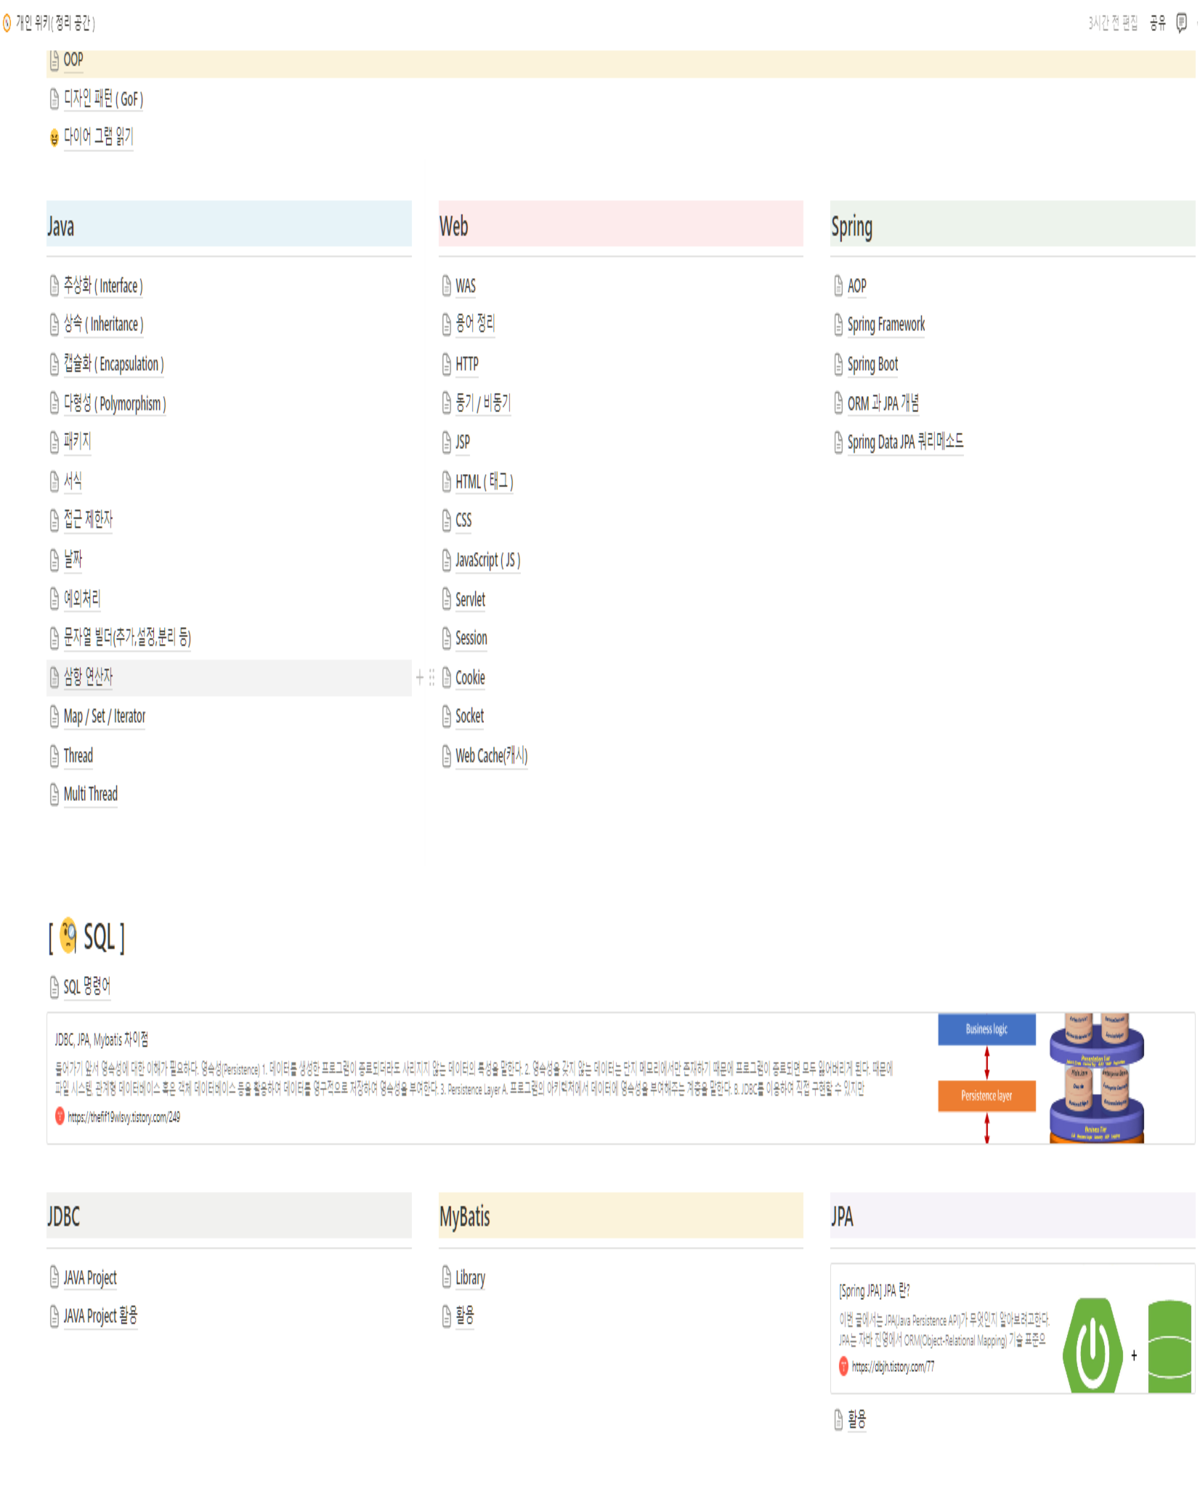 개인 위키( 정리 공간 )
3시간 전 편집 공유
OOP
디자인 패턴 ( GoF )
다이어 그램 읽기
Java
추상화 ( Interface )
상속 ( Inheritance )
캡슐화 ( Encapsulation )
다형성 ( Polymorphism )
패키지
서식
접근 제한자
날짜
예외처리
문자열 빌더(추가,설정,분리 등)
삼항 연산자
Map / Set / Iterator
Thread
Multi Thread
Web
WAS
용어 정리
HTTP
동기 / 비동기
JSP
HTML ( 태그 )
CSS
JavaScript ( JS )
Servlet
Session
Cookie
Socket
Web Cache(캐시)
Spring
AOP
Spring Framework
Spring Boot
ORM 과 JPA 개념
Spring Data JPA 쿼리메소드
[ 🧐 SQL ]
SQL 명령어
JDBC, JPA, Mybatis 차이점
들어가기 앞서 영속성에 대한 이해가 필요하다. 영속성(Persistence) 1. 데이터를 생성한 프로그램이 종료되더라도 사라지지 않는 데이터의 특성을 말한다. 2. 영속성을 갖지 않는 데이터는 단지 메모리에서만 존재하기 때문에 프로그램이 종료되면 모두 잃어버리게 된다. 때문에
파일 시스템, 관계형 데이터베이스 혹은 객체 데이터베이스 등을 활용하여 데이터를 영구적으로 저장하여 영속성을 부여한다. 3. Persistence Layer A. 프로그램의 아키텍처에서 데이터에 영속성을 부여해주는 계층을 말한다. B. JDBC를 이용하여 직접 구현할 수 있지만
https://thefif19wlsvy.tistory.com/249
Business logic
Persistence layer
JDBC
JAVA Project
JAVA Project 활용
MyBatis
Library
활용
JPA
[Spring JPA] JPA 란?
이번 글에서는 JPA(Java Persistence API)가 무엇인지 알아보려고한다.
JPA는 자바 진영에서 ORM(Object-Relational Mapping) 기술 표준으
https://dbjh.tistory.com/77
+
활용